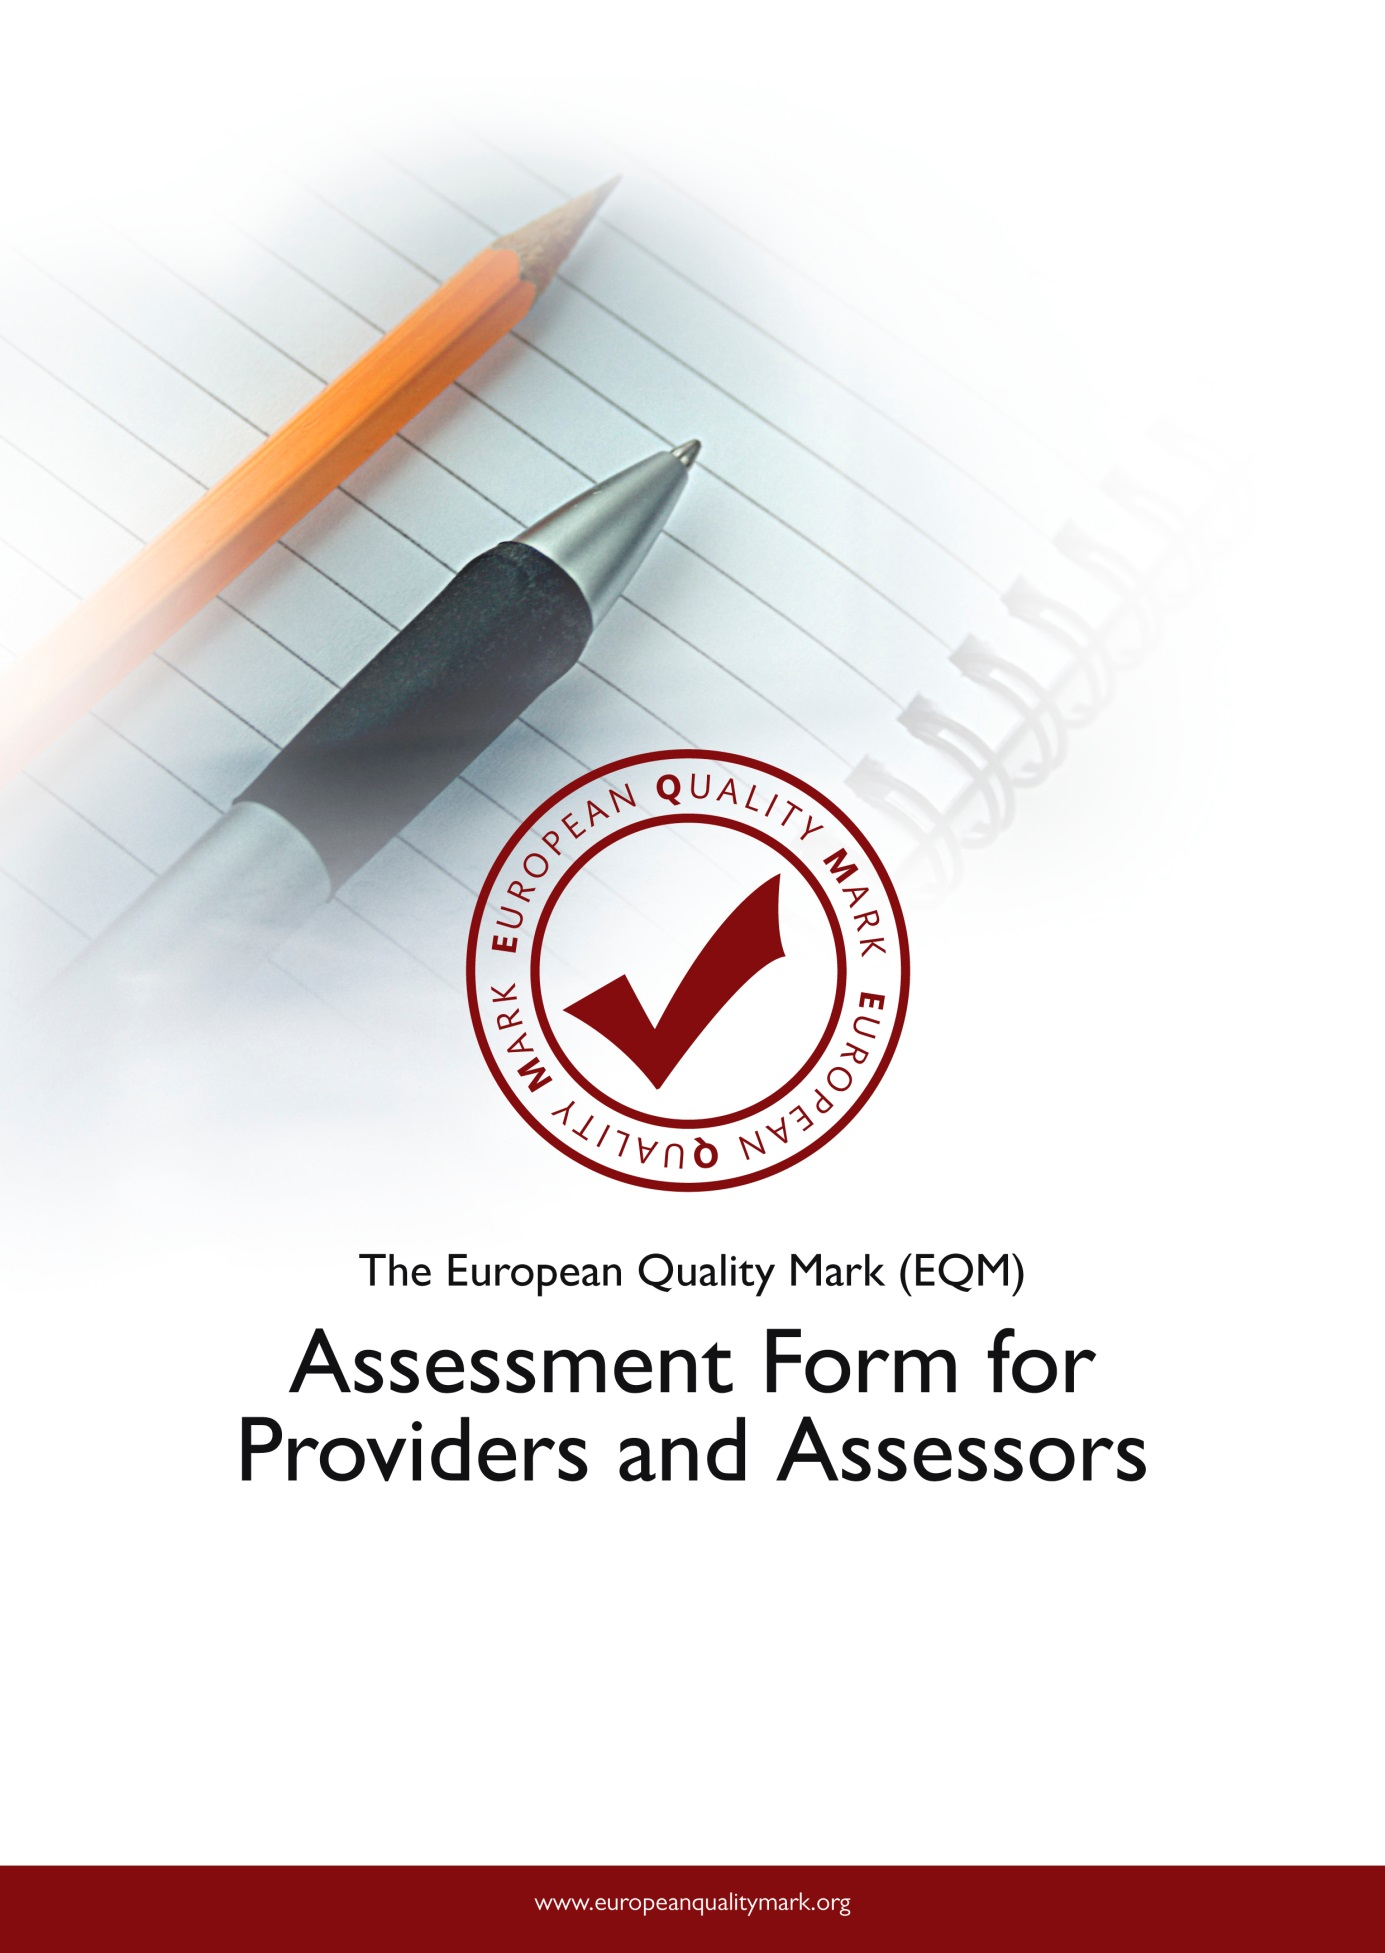 EUROPEAN QUALITY MARK EUROPEAN QUALITY MARK
The European Quality Mark (EQM)
Assessment Form for
Providers and Assessors
www.europeanqualitymark.org